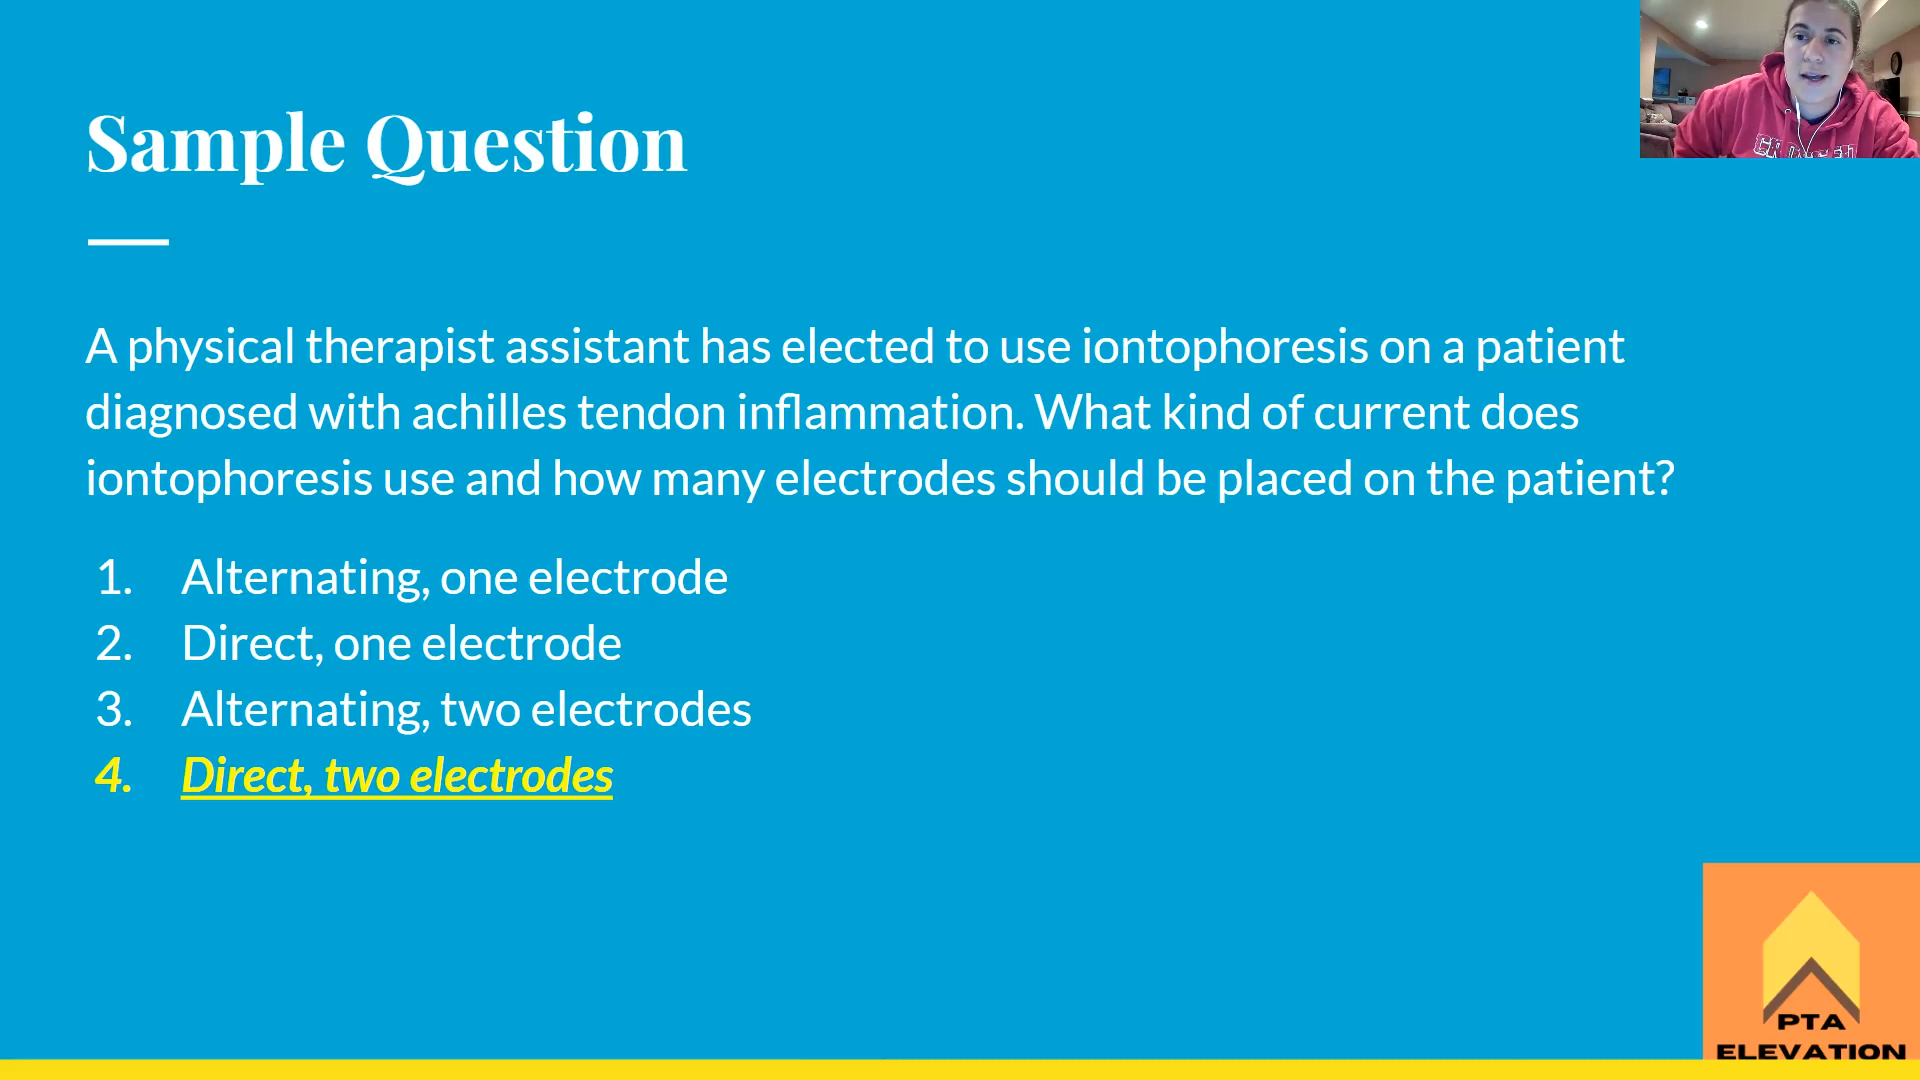 Sample Question
A physical therapist assistant has elected to use iontophoresis on a patient
diagnosed with achilles tendon inflammation. What kind of current does
iontophoresis use and how many electrodes should be placed on the patient?
1. Alternating, one electrode
2. Direct, one electrode
3. Alternating, two electrodes
4. Direct, two electrodes
PTA
ELEVATION